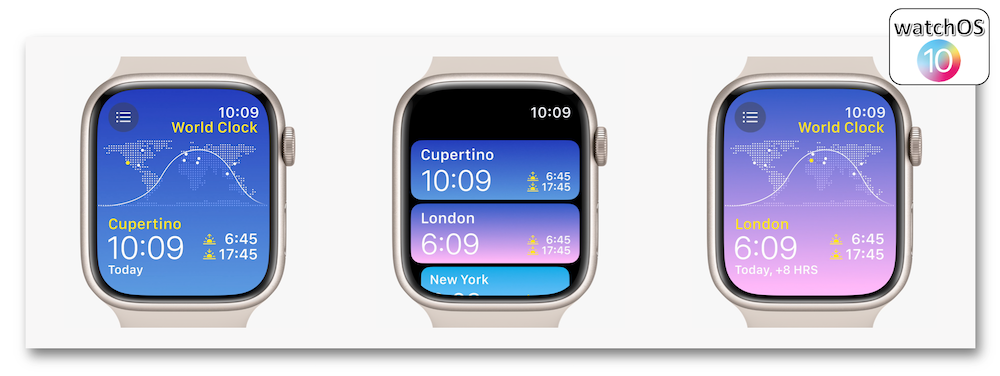 watchOS
10
10:09
World Clock
Cupertino
10:09
6:45
17:45
Today
10:09
Cupertino
10:09
6:45
17:45
London
6:09
6:45
17:45
New York
10:09
World Clock
London
6:09
6:45
17:45
Today, +8 HRS